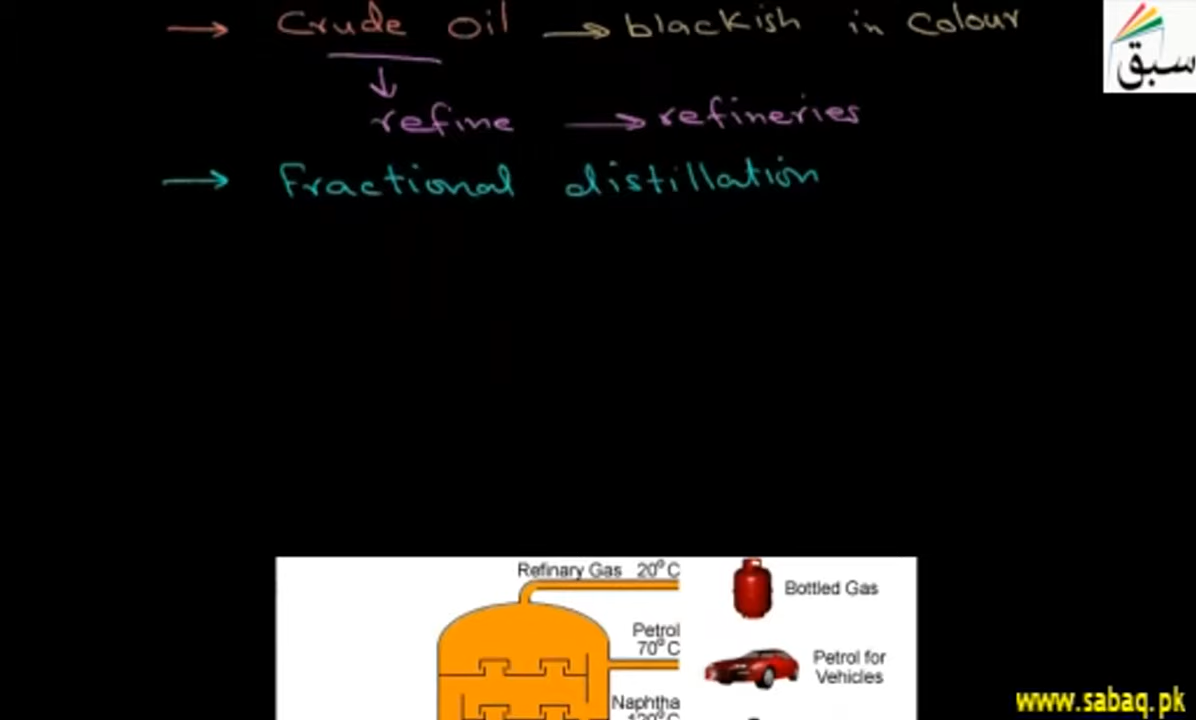 → Crude oil → blackish in colour
سبق
↓
refine → refineries
→ Fractional distillation
Refinary Gas 20°C
Bottled Gas
Petrol
70°C
Petrol for
Vehicles
Naphtha
120°C
www.sabaq.pk